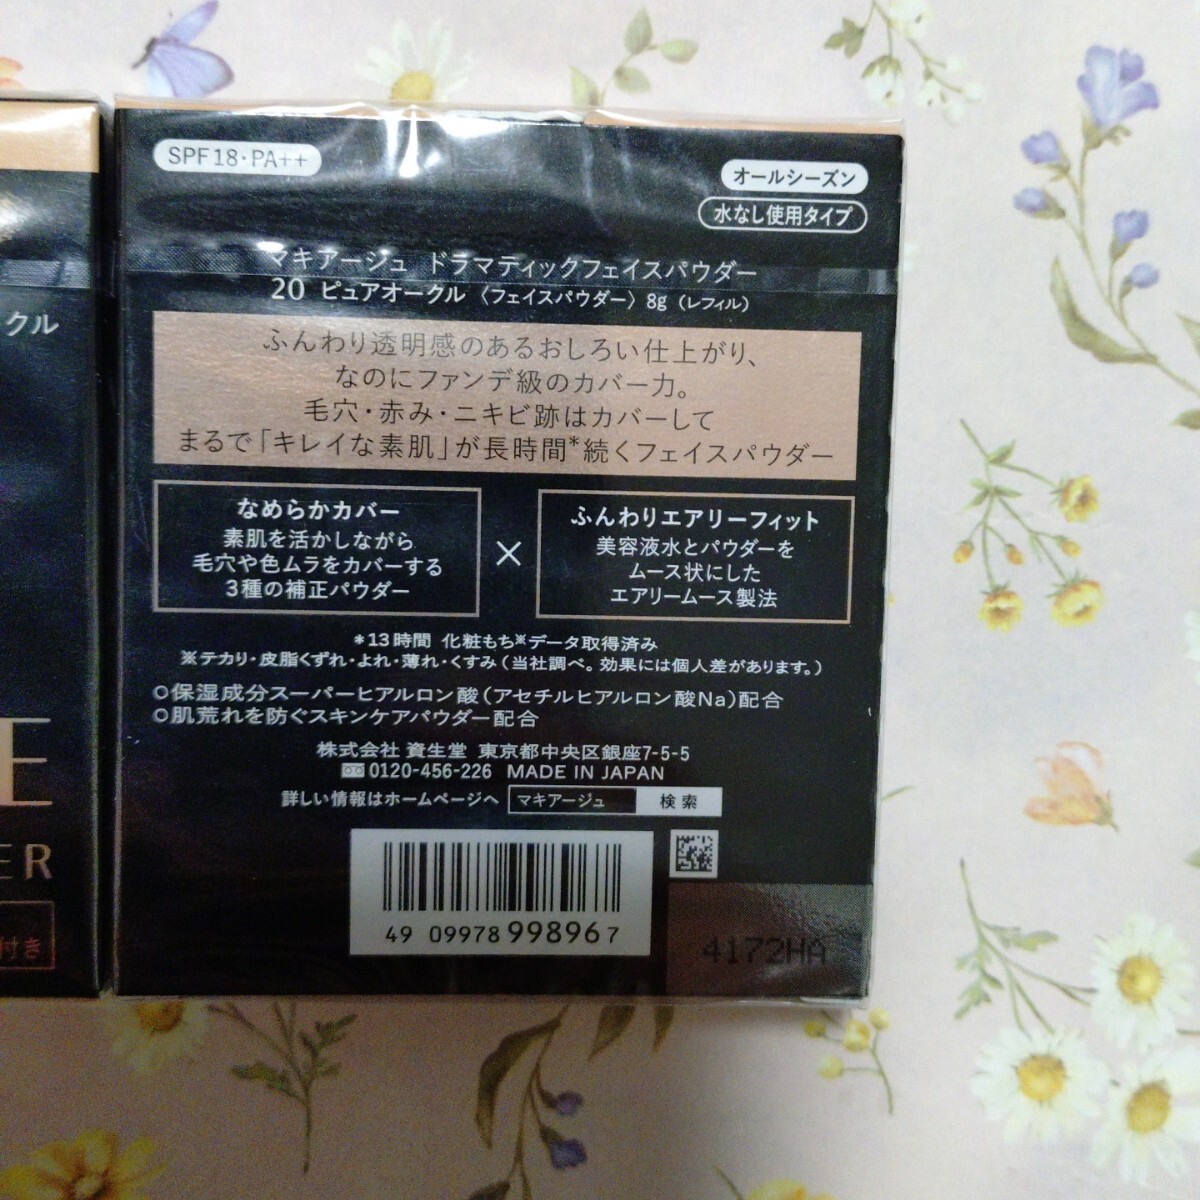 SPF18・PA++
オールシーズン
水なし使用タイプ
マキアージュ ドラマティックフェイスパウダー
20 ピュアオークル 〈フェイスパウダー〉 8g (レフィル)
ふんわり透明感のあるおしろい仕上がり、
なのにファンデ級のカバー力。
毛穴・赤み・ニキビ跡はカバーして
まるで「キレイな素肌」が長時間*続くフェイスパウダー
なめらかカバー
素肌を活かしながら
毛穴や色ムラをカバーする
3種の補正パウダー
×
ふんわりエアリーフィット
美容液水とパウダーを
ムース状にした
エアリームース製法
*13時間 化粧もち※データ取得済み
※テカリ・皮脂くずれ・よれ・薄れ・くすみ(当社調べ。効果には個人差があります。)
○保湿成分スーパーヒアルロン酸(アセチルヒアルロン酸Na)配合
○肌荒れを防ぐスキンケアパウダー配合
株式会社 資生堂 東京都中央区銀座7-5-5
0120-456-226 MADE IN JAPAN
詳しい情報はホームページへ マキアージュ 検索
49 09978 998967
4172HA
クル
E
ER
付き